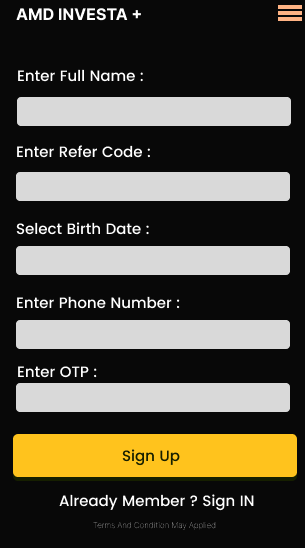 AMD INVESTA +
Enter Full Name :
Enter Refer Code :
Select Birth Date :
Enter Phone Number :
Enter OTP :
Sign Up
Already Member ? Sign IN
Terms And Condition May Applied